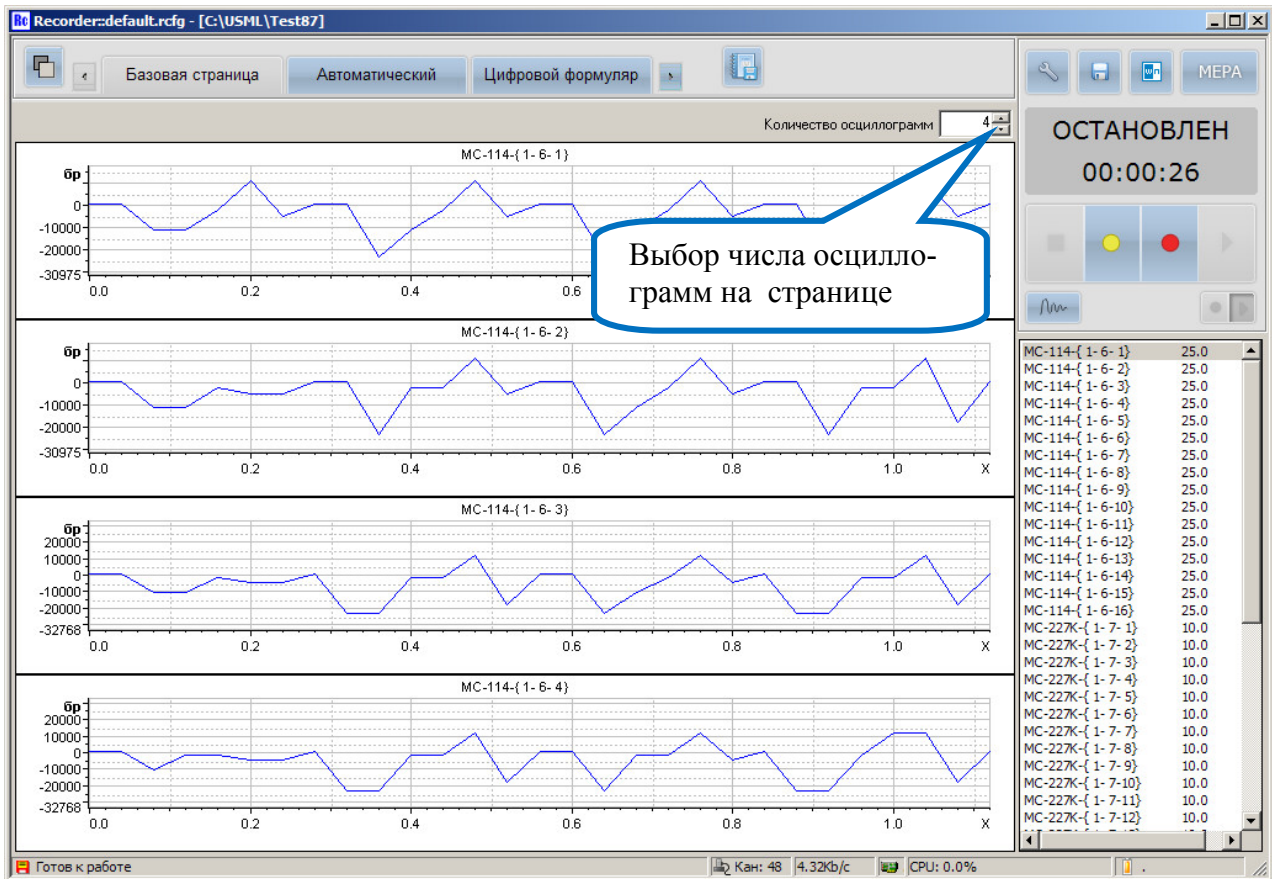 Recorder::default.rcfg - [C:\USML\Test87]
Базовая страница
Автоматический
Цифровой формуляр
МЕРА
Количество осциллограмм 4
ОСТАНОВЛЕН
00:00:26
Выбор числа осцилло-
грамм на странице
МС-114-{ 1- 6- 1}
бр
0
-10000
-20000
-30975
0.0 0.2 0.4 0.6
МС-114-{ 1- 6- 2}
бр
0
-10000
-20000
-30975
0.0 0.2 0.4 0.6 0.8 1.0 X
МС-114-{ 1- 6- 3}
бр
20000
10000
0
-10000
-20000
-32768
0.0 0.2 0.4 0.6 0.8 1.0 X
МС-114-{ 1- 6- 4}
бр
20000
10000
0
-10000
-20000
-32768
0.0 0.2 0.4 0.6 0.8 1.0 X
МС-114-{ 1- 6- 1} 25.0
МС-114-{ 1- 6- 2} 25.0
МС-114-{ 1- 6- 3} 25.0
МС-114-{ 1- 6- 4} 25.0
МС-114-{ 1- 6- 5} 25.0
МС-114-{ 1- 6- 6} 25.0
МС-114-{ 1- 6- 7} 25.0
МС-114-{ 1- 6- 8} 25.0
МС-114-{ 1- 6- 9} 25.0
МС-114-{ 1- 6-10} 25.0
МС-114-{ 1- 6-11} 25.0
МС-114-{ 1- 6-12} 25.0
МС-114-{ 1- 6-13} 25.0
МС-114-{ 1- 6-14} 25.0
МС-114-{ 1- 6-15} 25.0
МС-114-{ 1- 6-16} 25.0
МС-227К-{ 1- 7- 1} 10.0
МС-227К-{ 1- 7- 2} 10.0
МС-227К-{ 1- 7- 3} 10.0
МС-227К-{ 1- 7- 4} 10.0
МС-227К-{ 1- 7- 5} 10.0
МС-227К-{ 1- 7- 6} 10.0
МС-227К-{ 1- 7- 7} 10.0
МС-227К-{ 1- 7- 8} 10.0
МС-227К-{ 1- 7- 9} 10.0
МС-227К-{ 1- 7-10} 10.0
МС-227К-{ 1- 7-11} 10.0
МС-227К-{ 1- 7-12} 10.0
Готов к работе
Кан: 48 4.32Kb/c CPU: 0.0% .